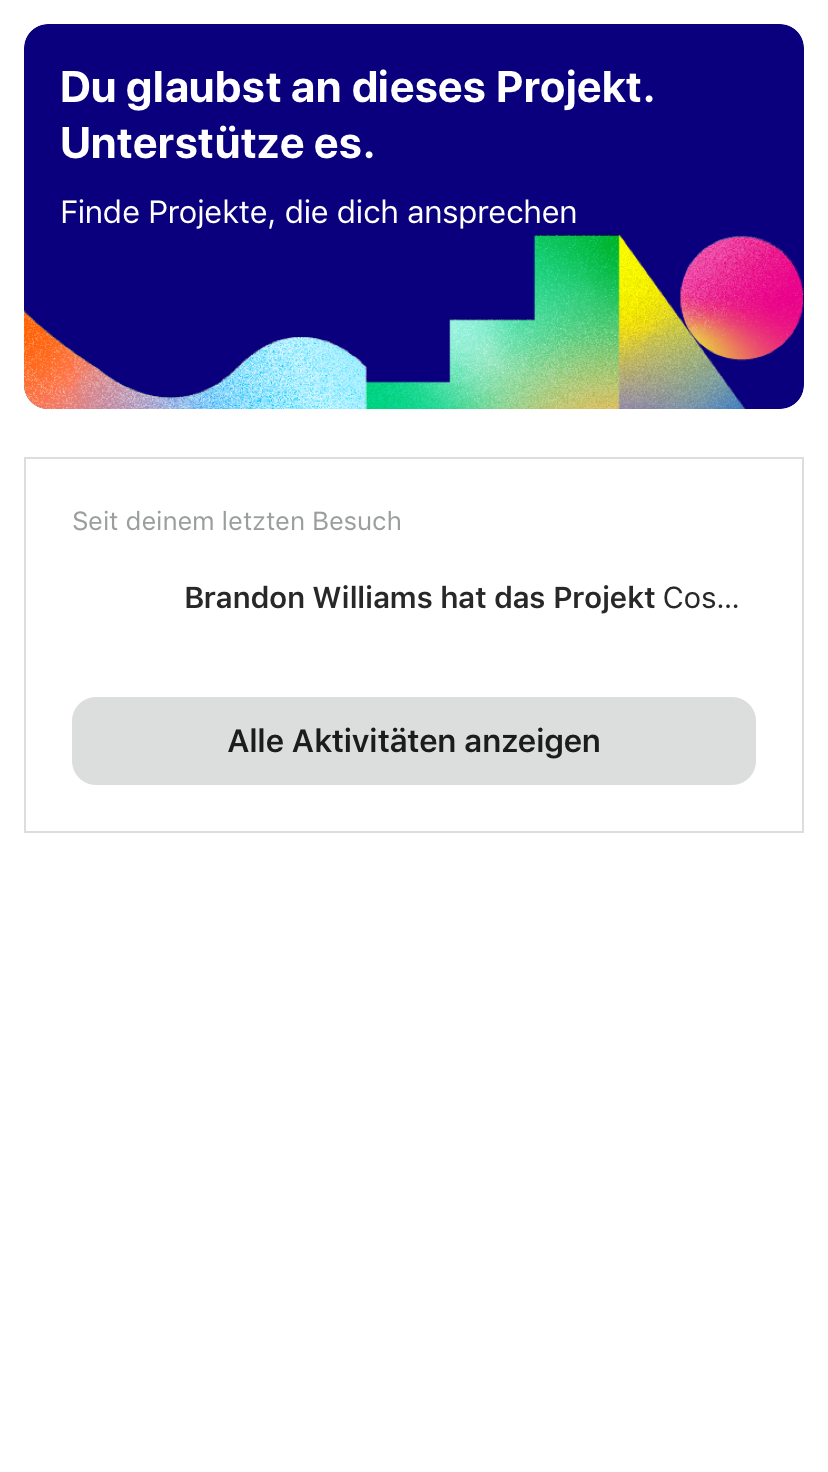 Du glaubst an dieses Projekt.
Unterstütze es.
Finde Projekte, die dich ansprechen
Seit deinem letzten Besuch
Brandon Williams hat das Projekt Cos...
Alle Aktivitäten anzeigen